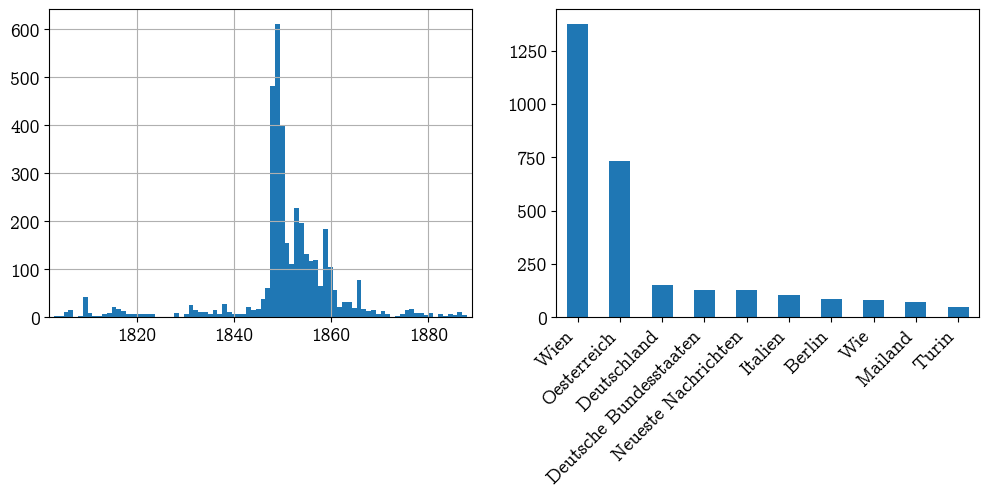 600
500
400
300
200
100
0
1820 1840 1860 1880
1250
1000
750
500
250
0
Wien
Oesterreich
Deutschland
Deutsche Bundesstaaten
Neueste Nachrichten
Italien
Berlin
Wie
Mailand
Turin